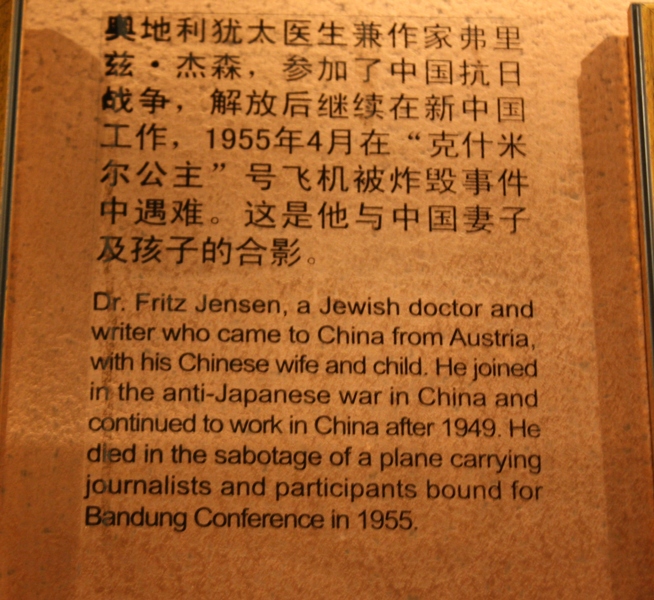 奥地利犹太医生兼作家弗里
兹·杰森，参加了中国抗日
战争，解放后继续在新中国
工作，1955年4月在“克什米
尔公主”号飞机被炸毁事件
中遇难。这是他与中国妻子
及孩子的合影。
Dr. Fritz Jensen, a Jewish doctor and
writer who came to China from Austria,
with his Chinese wife and child. He joined
in the anti-Japanese war in China and
continued to work in China after 1949. He
died in the sabotage of a plane carrying
journalists and participants bound for
Bandung Conference in 1955.